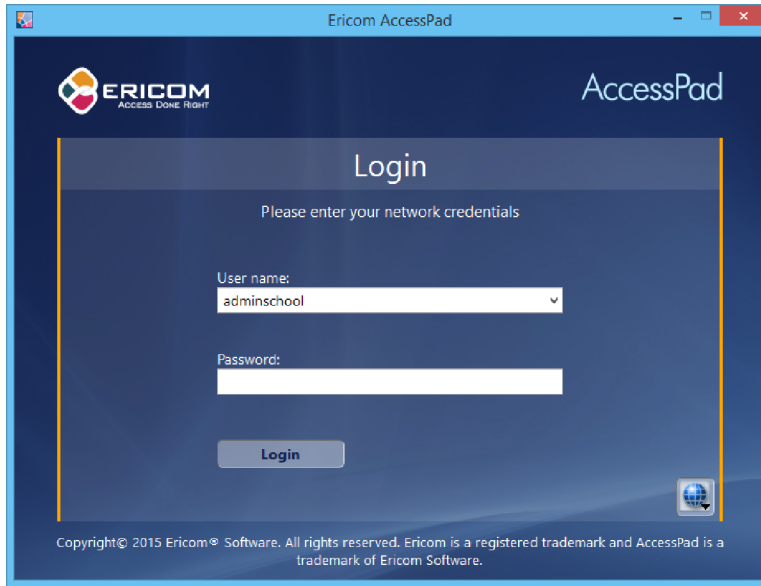 Ericom AccessPad
ERICOM
ACCESS DONE RIGHT
AccessPad
Login
Please enter your network credentials
User name:
adminschool
Password:
Login
Copyright© 2015 Ericom® Software. All rights reserved. Ericom is a registered trademark and AccessPad is a
trademark of Ericom Software.